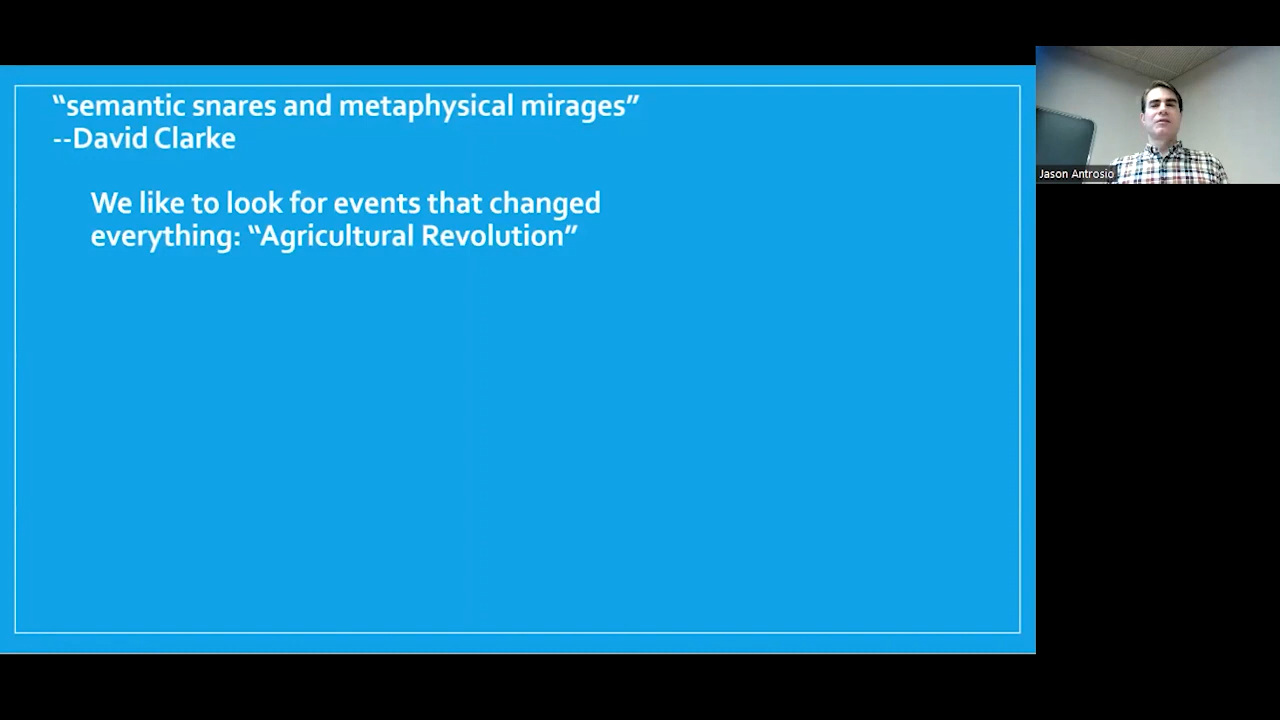 “semantic snares and metaphysical mirages”
--David Clarke
We like to look for events that changed
everything: “Agricultural Revolution”
Jason Antrosio